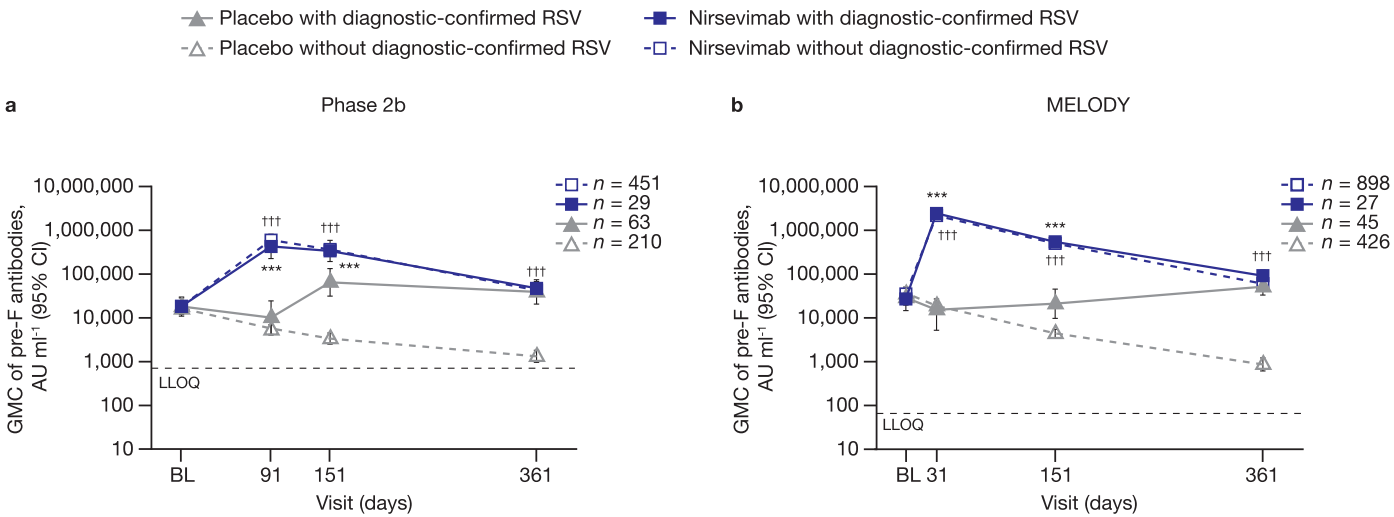 Placebo with diagnostic-confirmed RSV
Nirsevimab with diagnostic-confirmed RSV
Placebo without diagnostic-confirmed RSV
Nirsevimab without diagnostic-confirmed RSV
a
Phase 2b
GMC of pre-F antibodies,
AU ml⁻¹ (95% CI)
10,000,000
1,000,000
100,000
10,000
1,000
100
10
n = 451
n = 29
n = 63
n = 210
†††
†††
***
***
†††
LLOQ
BL 91 151 361
Visit (days)
b
MELODY
GMC of pre-F antibodies,
AU ml⁻¹ (95% CI)
10,000,000
1,000,000
100,000
10,000
1,000
100
10
n = 898
n = 27
n = 45
n = 426
***
†††
***
†††
†††
LLOQ
BL 31 151 361
Visit (days)